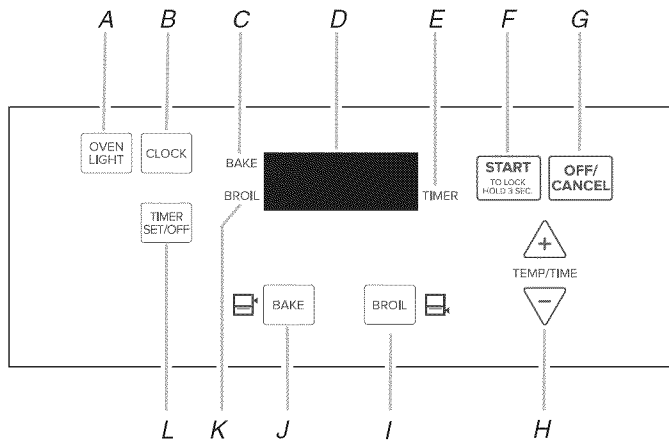 A B C D E F G
OVEN
LIGHT
CLOCK
BAKE
BROIL
TIMER
START
TO LOCK
HOLD 3 SEC.
OFF/
CANCEL
TIMER
SET/OFF
+
TEMP/TIME
−
BAKE
BROIL
L K J I H